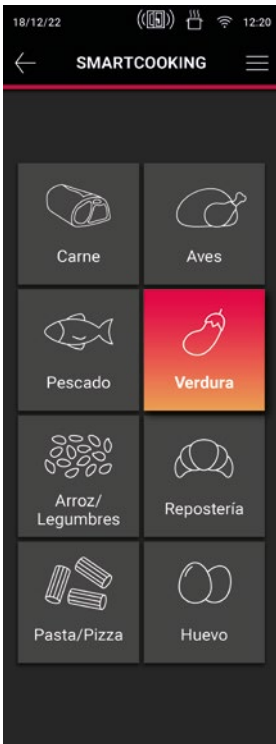 18/12/22
12:20
SMARTCOOKING
Carne
Aves
Pescado
Verdura
Arroz/
Legumbres
Repostería
Pasta/Pizza
Huevo